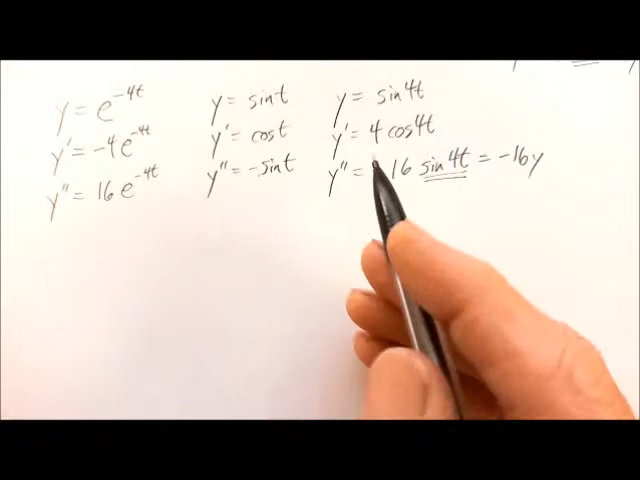 y = e^-4t
y' = -4e^-4t
y'' = 16e^-4t
y = sin t
y' = cos t
y'' = -sin t
y = sin 4t
y' = 4 cos 4t
y'' = 16 sin 4t = -16y